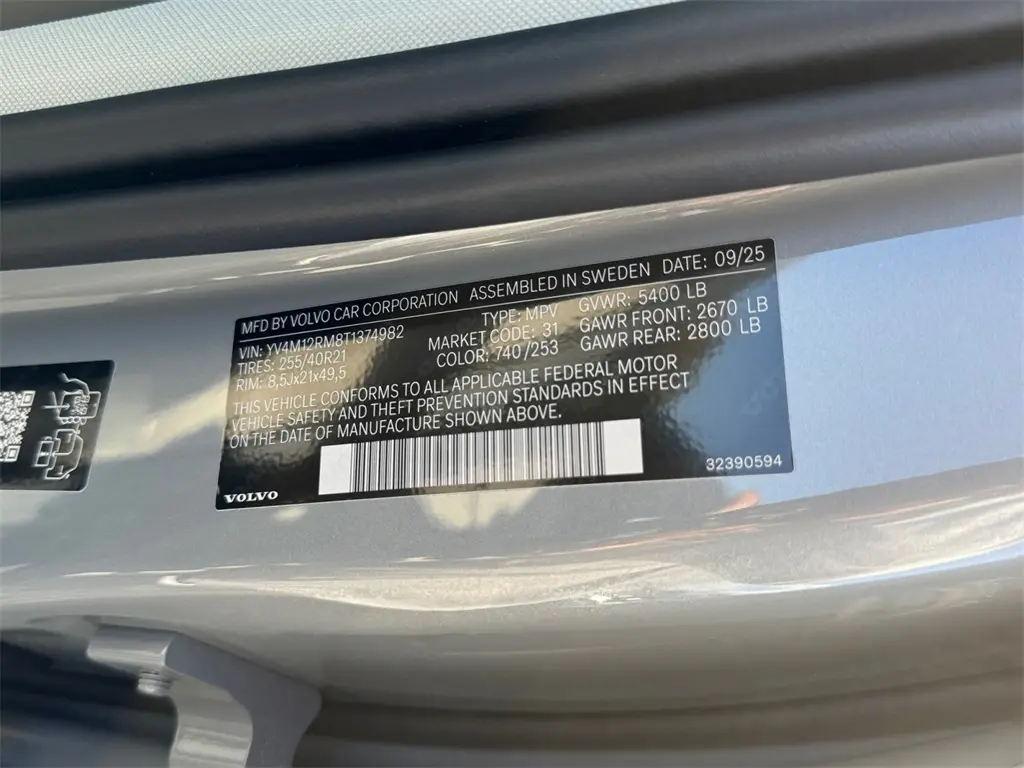 MFD BY VOLVO CAR CORPORATION ASSEMBLED IN SWEDEN DATE: 09/25
VIN: YV4M12RM8T1374982 TYPE: MPV GVWR: 5400 LB
TIRES: 255/40R21 MARKET CODE: 31 GAWR FRONT: 2670 LB
RIM: 8,5Jx21x49,5 COLOR: 740/253 GAWR REAR: 2800 LB
THIS VEHICLE CONFORMS TO ALL APPLICABLE FEDERAL MOTOR
VEHICLE SAFETY AND THEFT PREVENTION STANDARDS IN EFFECT
ON THE DATE OF MANUFACTURE SHOWN ABOVE.
VOLVO 32390594